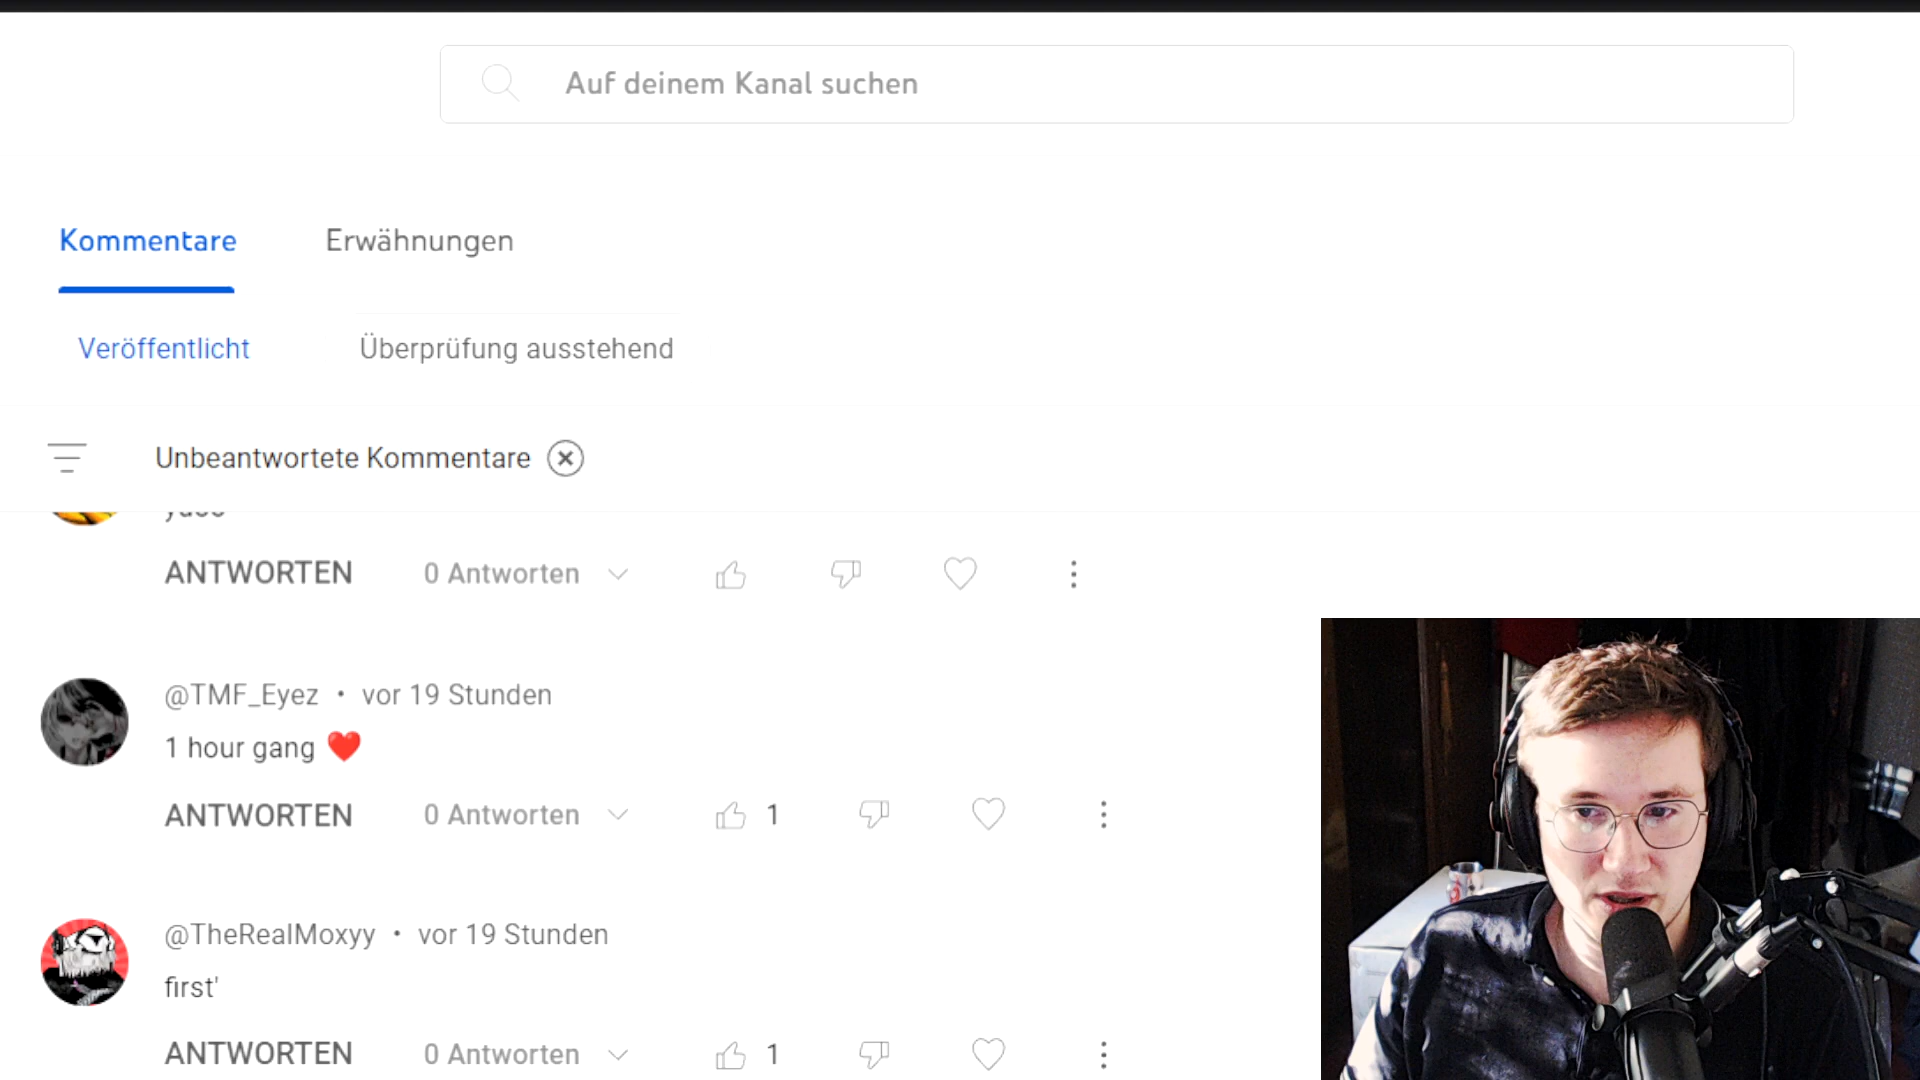 Auf deinem Kanal suchen
Kommentare Erwähnungen
Veröffentlicht Überprüfung ausstehend
Unbeantwortete Kommentare
ANTWORTEN 0 Antworten
@TMF_Eyez • vor 19 Stunden
1 hour gang ❤️
ANTWORTEN 0 Antworten 1
@TheRealMoxyy • vor 19 Stunden
first'
ANTWORTEN 0 Antworten 1